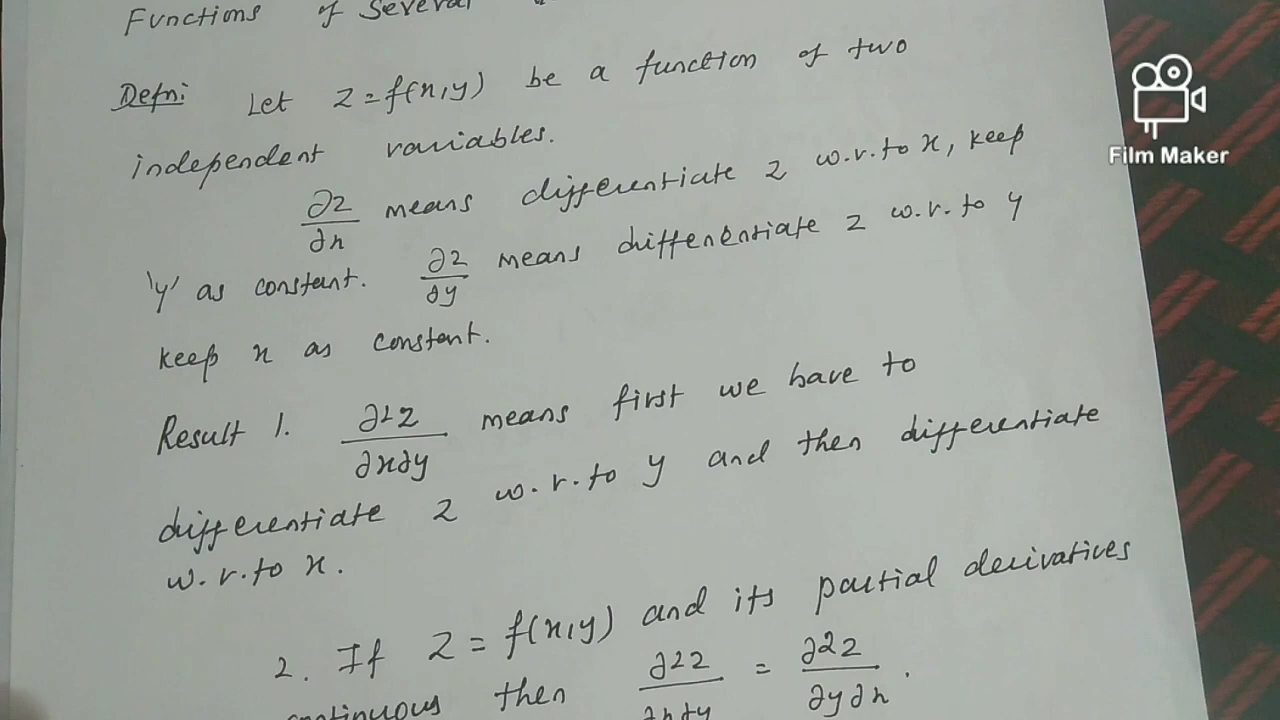 Functions of Several
Defn: Let z = f(x,y) be a function of two
independent variables.
∂z/∂x means differentiate z w.r.to x, keep
'y' as constant. ∂z/∂y means differentiate z w.r.to y
keep x as constant.
Result 1. ∂²z/∂x∂y means first we have to
differentiate z w.r.to y and then differentiate
w.r.to x.
2. If z = f(x,y) and its partial derivatives
continuous then ∂²z/∂x∂y = ∂²z/∂y∂x.
Film Maker